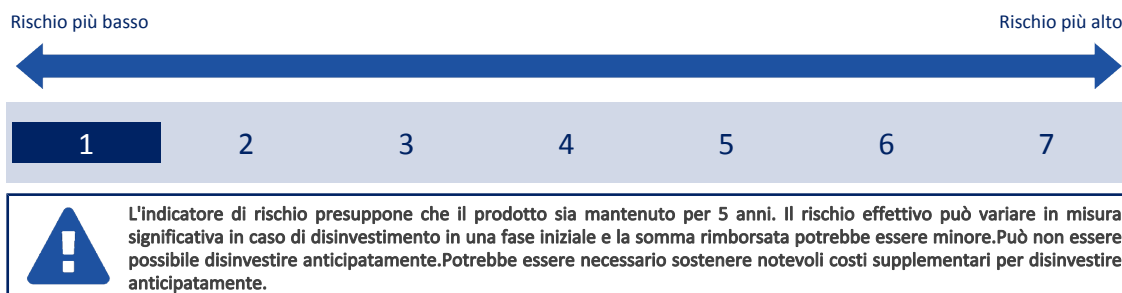 Rischio più basso Rischio più alto
1 2 3 4 5 6 7
L'indicatore di rischio presuppone che il prodotto sia mantenuto per 5 anni. Il rischio effettivo può variare in misura
significativa in caso di disinvestimento in una fase iniziale e la somma rimborsata potrebbe essere minore.Può non essere
possibile disinvestire anticipatamente.Potrebbe essere necessario sostenere notevoli costi supplementari per disinvestire
anticipatamente.